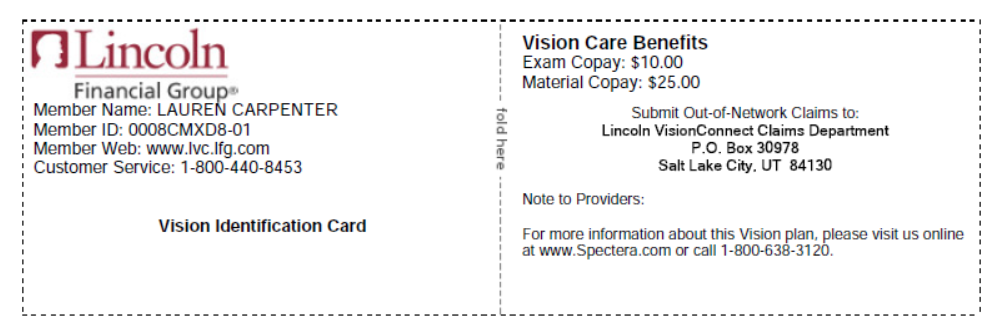 Lincoln
Financial Group®
Member Name: LAUREN CARPENTER
Member ID: 0008CMXD8-01
Member Web: www.lvc.lfg.com
Customer Service: 1-800-440-8453
Vision Identification Card
fold here
Vision Care Benefits
Exam Copay: $10.00
Material Copay: $25.00
Submit Out-of-Network Claims to:
Lincoln VisionConnect Claims Department
P.O. Box 30978
Salt Lake City, UT 84130
Note to Providers:
For more information about this Vision plan, please visit us online
at www.Spectera.com or call 1-800-638-3120.